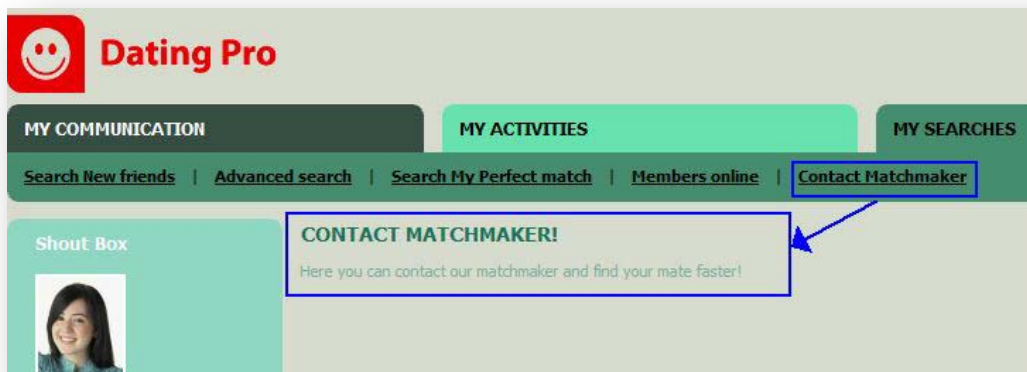 Dating Pro
MY COMMUNICATION
MY ACTIVITIES
MY SEARCHES
Search New friends | Advanced search | Search My Perfect match | Members online | Contact Matchmaker
Shout Box
CONTACT MATCHMAKER!
Here you can contact our matchmaker and find your mate faster!